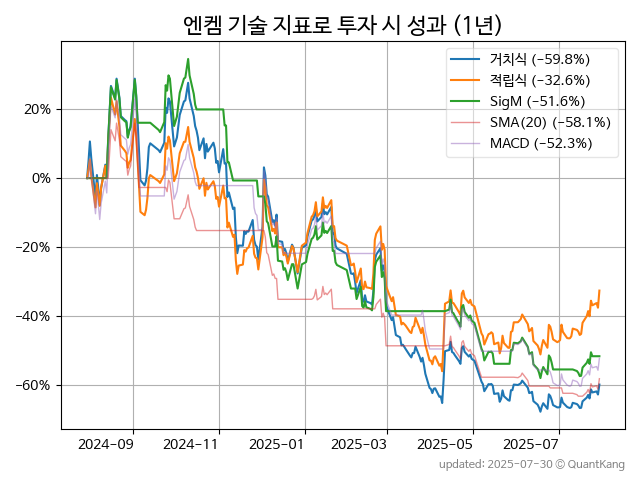 엔켐 기술 지표로 투자 시 성과 (1년)
거치식 (−59.8%)
적립식 (−32.6%)
SigM (−51.6%)
SMA(20) (−58.1%)
MACD (−52.3%)
20%
0%
−20%
−40%
−60%
2024-09 2024-11 2025-01 2025-03 2025-05 2025-07
updated: 2025-07-30 © QuantKang